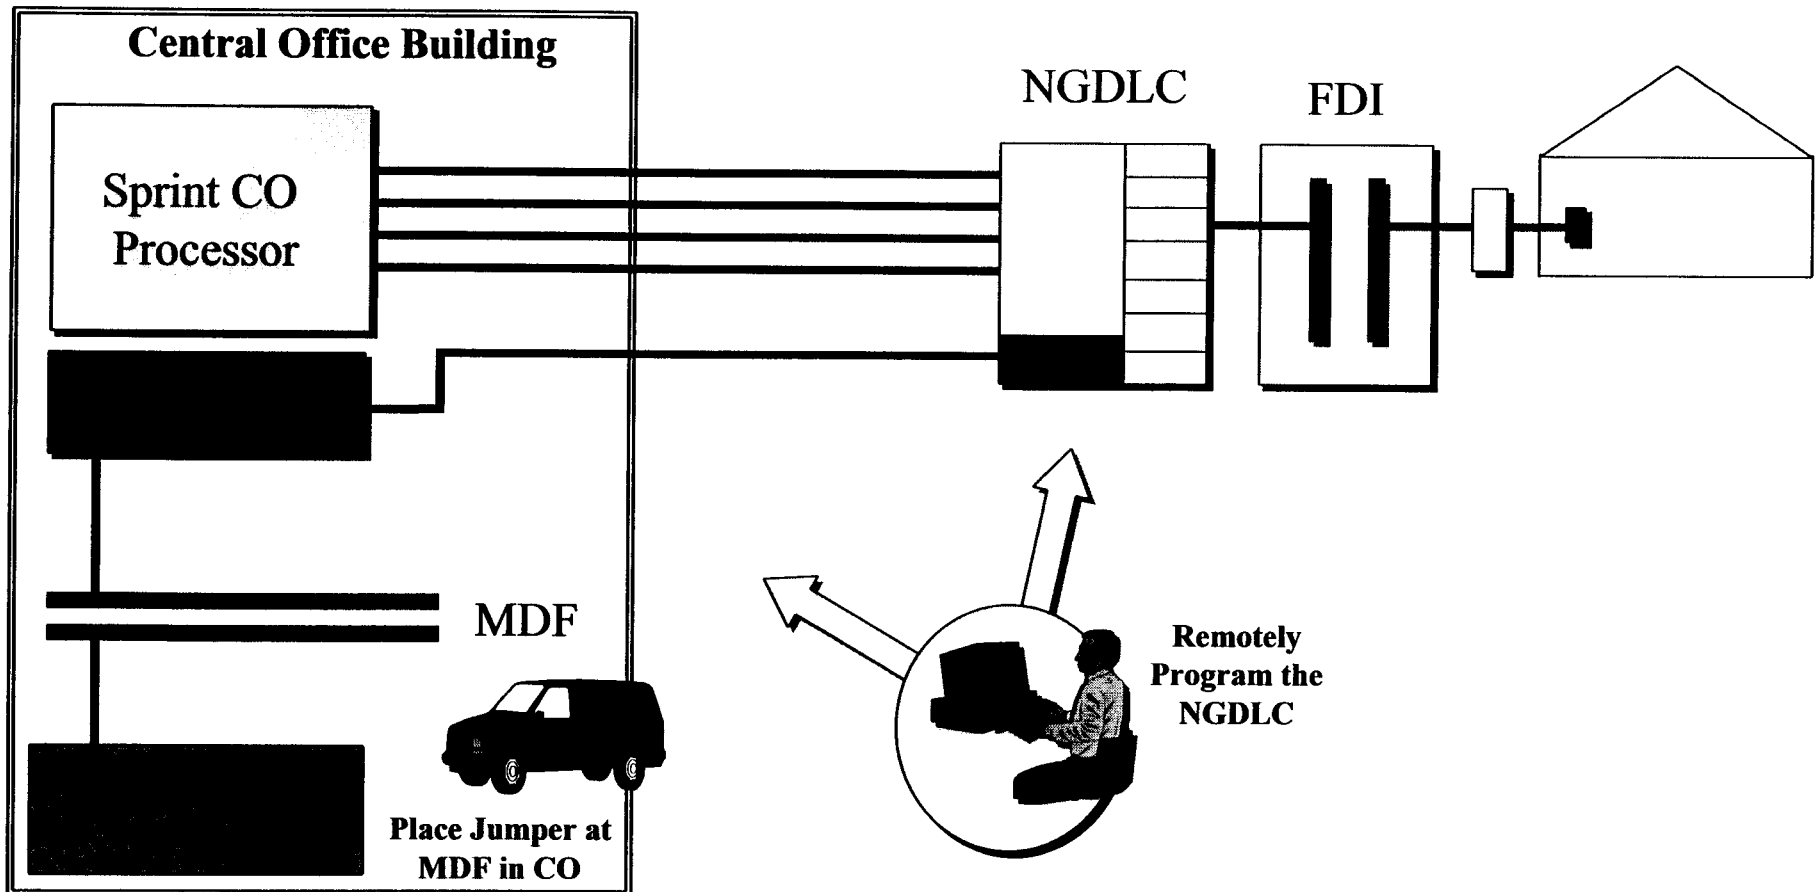 Central Office Building
NGDLC
FDI
Sprint CO
Processor
MDF
Remotely
Program the
NGDLC
Place Jumper at
MDF in CO